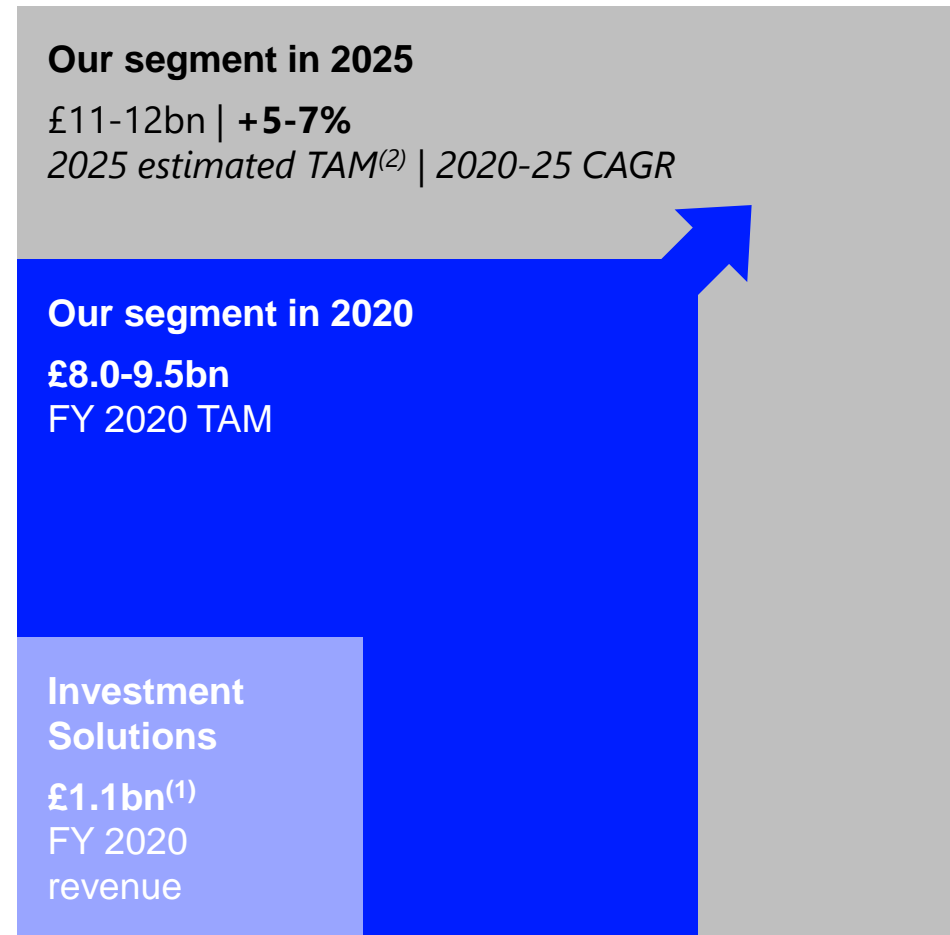 Our segment in 2025
£11-12bn | +5-7%
2025 estimated TAM(2) | 2020-25 CAGR
Our segment in 2020
£8.0-9.5bn
FY 2020 TAM
Investment
Solutions
£1.1bn(1)
FY 2020
revenue